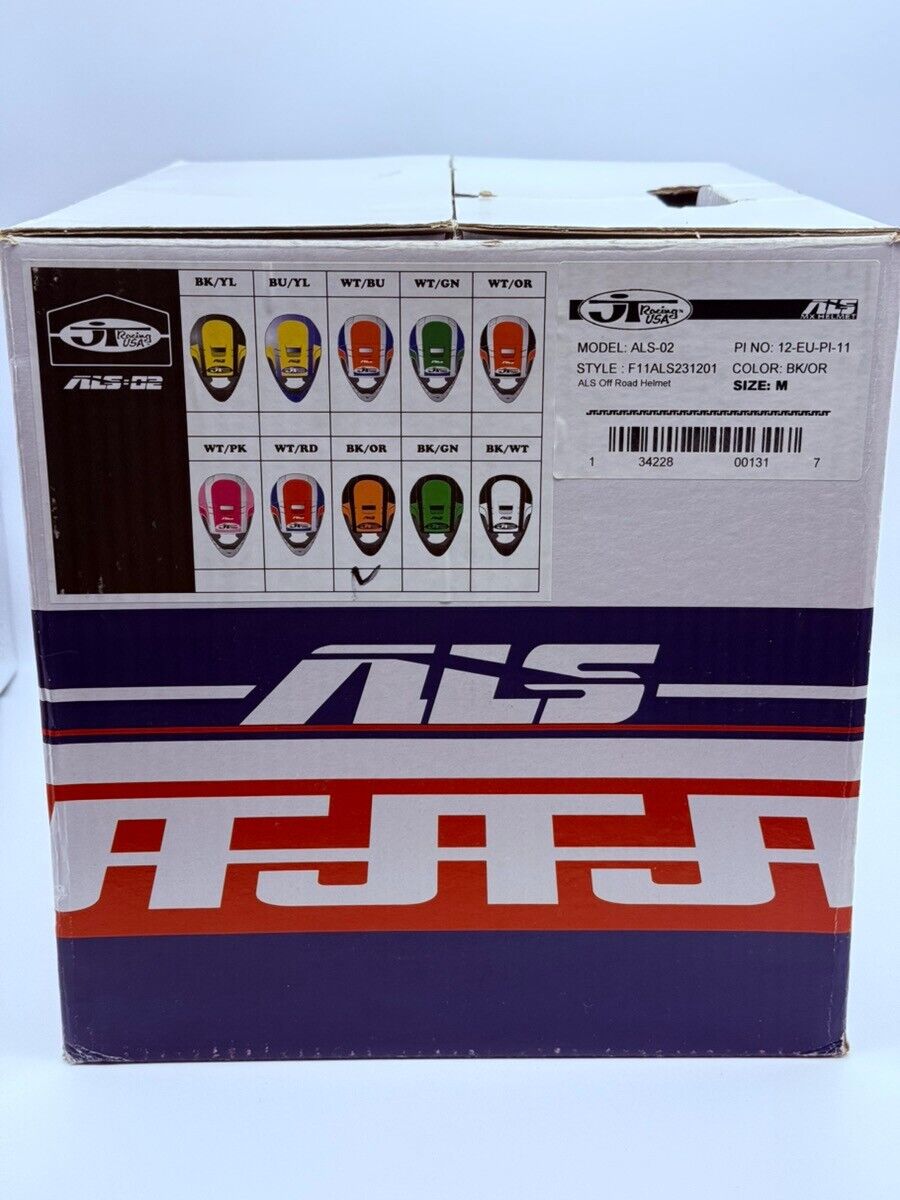 BK/YL BU/YL WT/BU WT/GN WT/OR
JT Racing USA
ALS-02
WT/PK WT/RD BK/OR BK/GN BK/WT
JT Racing USA™
ALS
MX HELMET
MODEL: ALS-02 PI NO: 12-EU-PI-11
STYLE : F11ALS231201 COLOR: BK/OR
ALS Off Road Helmet SIZE: M
1 34228 00131 7
ALS
JTJTJ